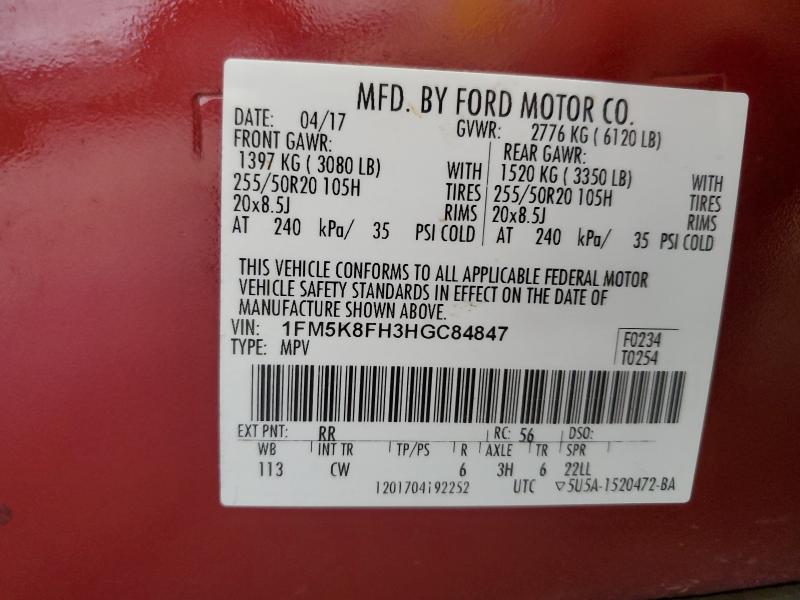 MFD. BY FORD MOTOR CO.
DATE: 04/17 GVWR: 2776 KG ( 6120 LB)
FRONT GAWR: REAR GAWR:
1397 KG ( 3080 LB) WITH 1520 KG ( 3350 LB) WITH
255/50R20 105H TIRES 255/50R20 105H TIRES
20x8.5J RIMS 20x8.5J RIMS
AT 240 kPa/ 35 PSI COLD AT 240 kPa/ 35 PSI COLD
THIS VEHICLE CONFORMS TO ALL APPLICABLE FEDERAL MOTOR
VEHICLE SAFETY STANDARDS IN EFFECT ON THE DATE OF
MANUFACTURE SHOWN ABOVE.
VIN: 1FM5K8FH3HGC84847 F0234
TYPE: MPV T0254
EXT PNT: RR RC: 56 DSO:
WB INT TR TP/PS R AXLE TR SPR
113 CW 6 3H 6 22LL
1201704192252 UTC ▽5U5A-1520472-BA